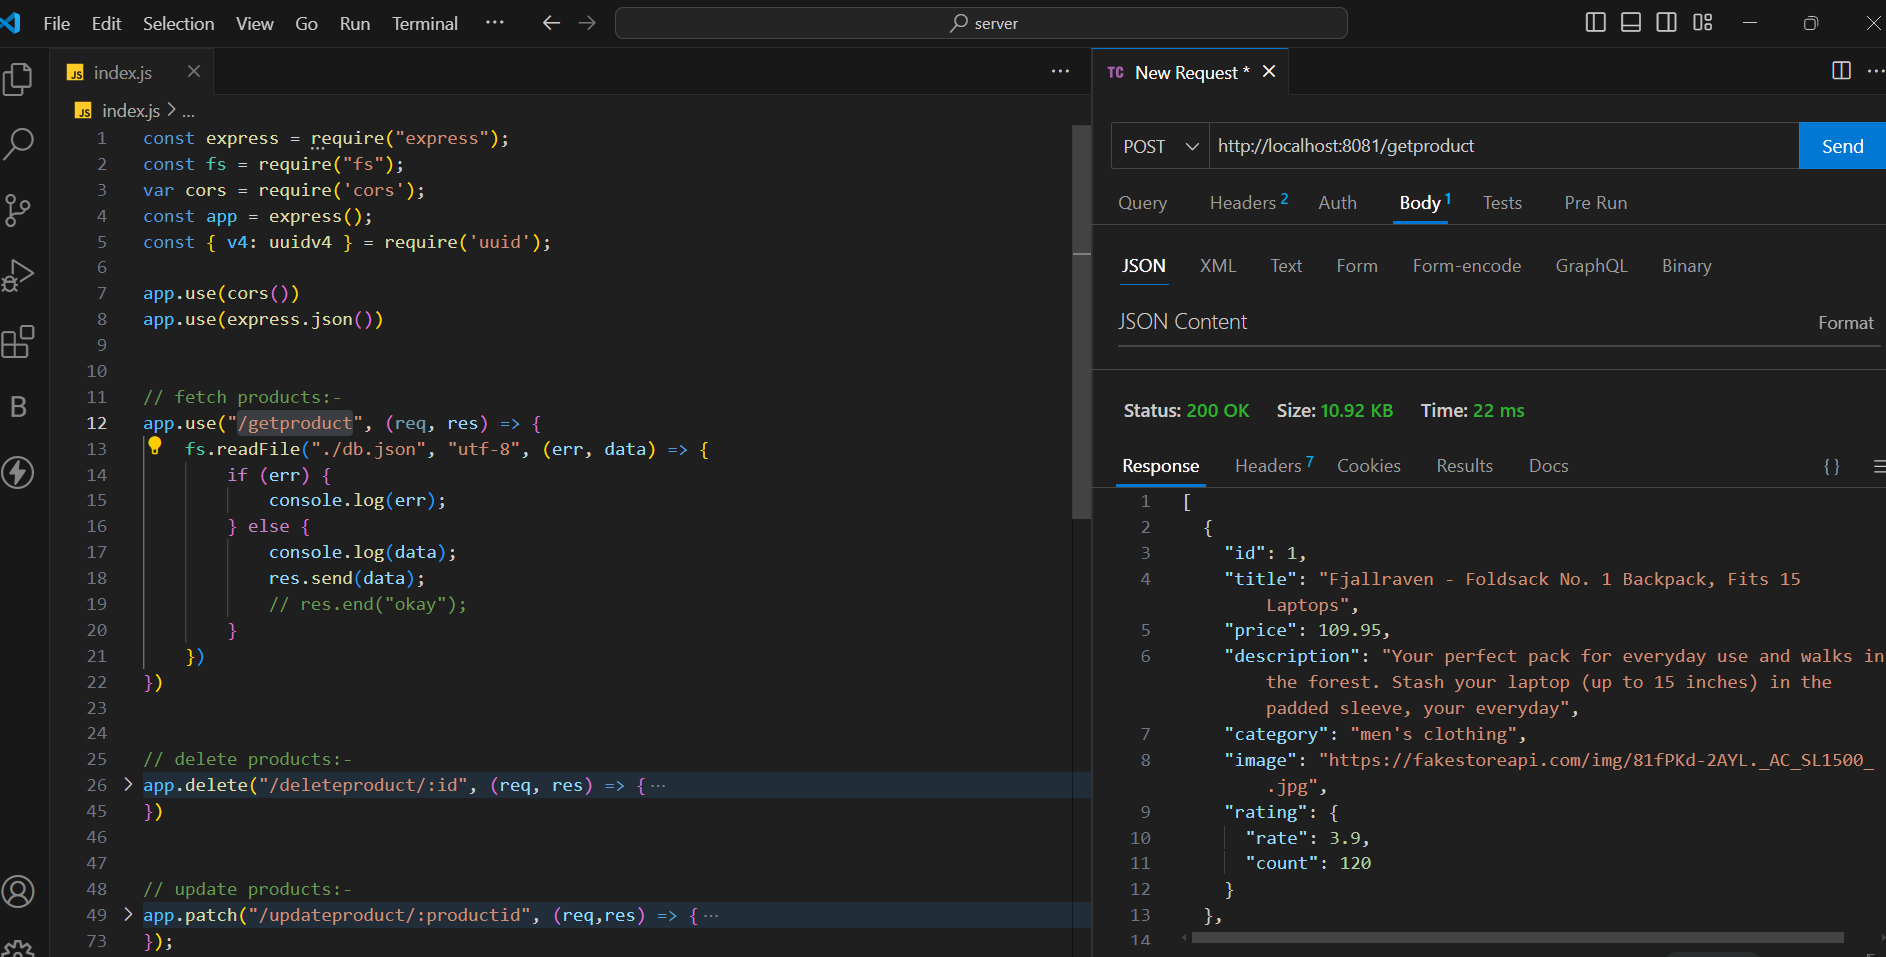 File Edit Selection View Go Run Terminal ··· server
index.js
JS index.js > ...
1 const express = require("express");
2 const fs = require("fs");
3 var cors = require('cors');
4 const app = express();
5 const { v4: uuidv4 } = require('uuid');
6
7 app.use(cors())
8 app.use(express.json())
9
10
11 // fetch products:-
12 app.use("/getproduct", (req, res) => {
13 fs.readFile("./db.json", "utf-8", (err, data) => {
14 if (err) {
15 console.log(err);
16 } else {
17 console.log(data);
18 res.send(data);
19 // res.end("okay");
20 }
21 })
22 })
23
24
25 // delete products:-
26 app.delete("/deleteproduct/:id", (req, res) => { ···
45 })
46
47
48 // update products:-
49 app.patch("/updateproduct/:productid", (req,res) => { ···
73 });
B
TC New Request *
POST http://localhost:8081/getproduct Send
Query Headers 2 Auth Body 1 Tests Pre Run
JSON XML Text Form Form-encode GraphQL Binary
JSON Content Format
Status: 200 OK Size: 10.92 KB Time: 22 ms
Response Headers 7 Cookies Results Docs {}
1 [
2 {
3 "id": 1,
4 "title": "Fjallraven - Foldsack No. 1 Backpack, Fits 15
Laptops",
5 "price": 109.95,
6 "description": "Your perfect pack for everyday use and walks in
the forest. Stash your laptop (up to 15 inches) in the
padded sleeve, your everyday",
7 "category": "men's clothing",
8 "image": "https://fakestoreapi.com/img/81fPKd-2AYL._AC_SL1500_
.jpg",
9 "rating": {
10 "rate": 3.9,
11 "count": 120
12 }
13 },
14